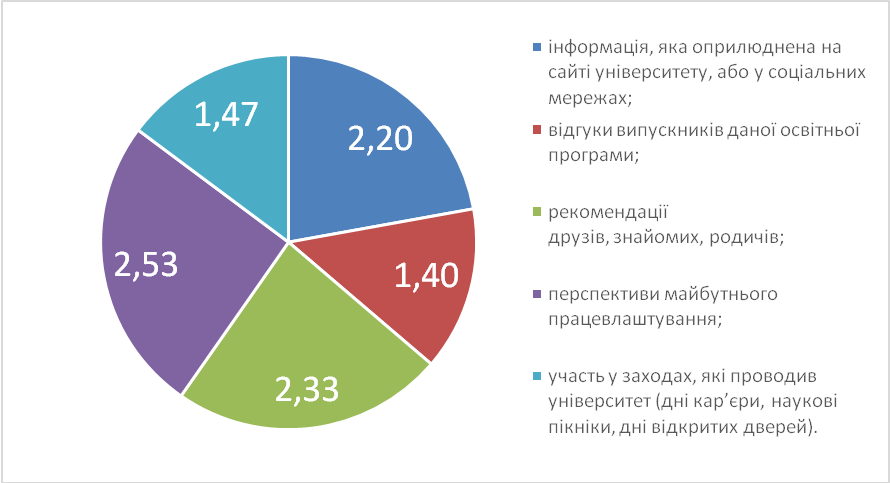 2,20
1,40
2,33
2,53
1,47
інформація, яка оприлюднена на
сайті університету, або у соціальних
мережах;
відгуки випускників даної освітньої
програми;
рекомендації
друзів, знайомих, родичів;
перспективи майбутнього
працевлаштування;
участь у заходах, які проводив
університет (дні кар’єри, наукові
пікніки, дні відкритих дверей).